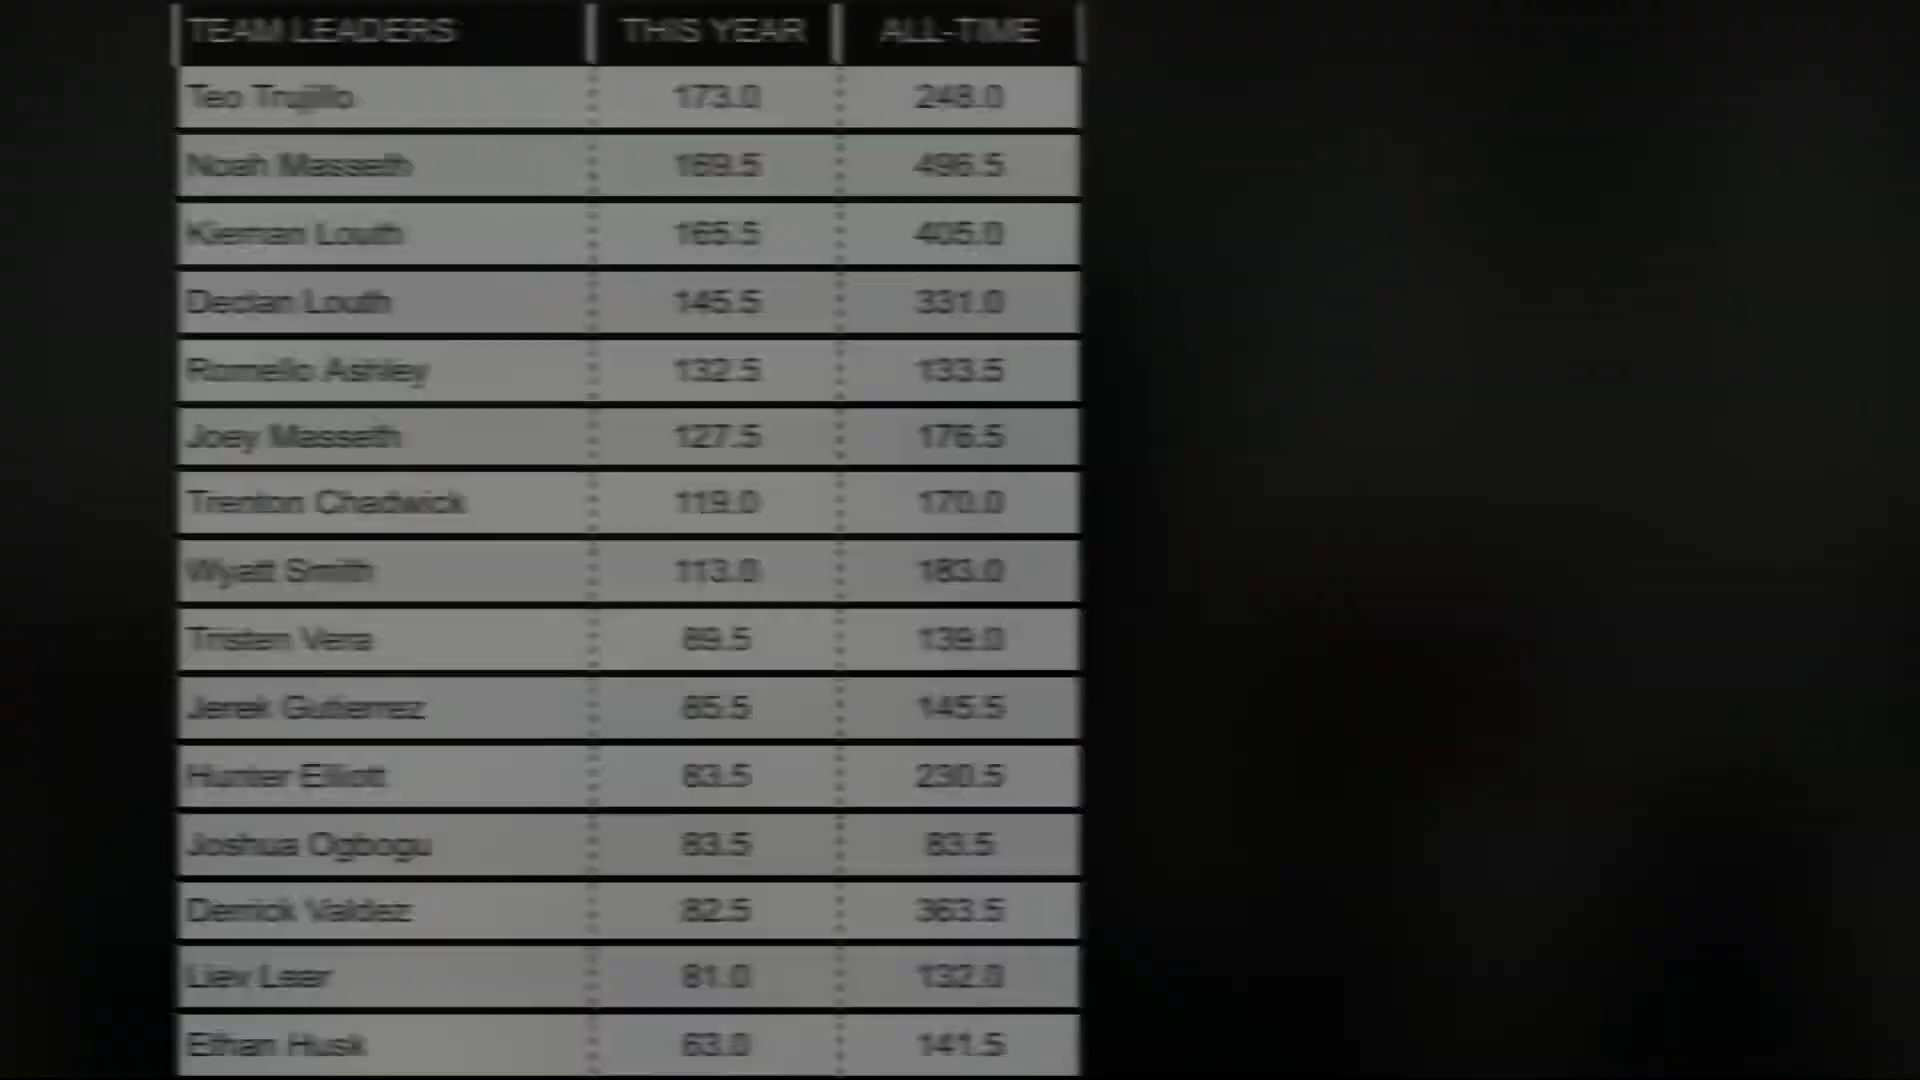 TEAM LEADERS THIS YEAR ALL-TIME
Teo Trujillo 173.0 248.0
Noah Masseth 169.5 496.5
Kiernan Louth 165.5 405.0
Declan Louth 145.5 331.0
Romello Ashley 132.5 133.5
Joey Masseth 127.5 176.5
Trenton Chadwick 119.0 170.0
Wyatt Smith 113.0 183.0
Tristen Vera 89.5 139.0
Jerek Gutierrez 85.5 145.5
Hunter Elliott 83.5 230.5
Joshua Ogbogu 83.5 83.5
Derrick Valdez 82.5 363.5
Liev Lear 81.0 132.0
Ethan Husk 63.0 141.5